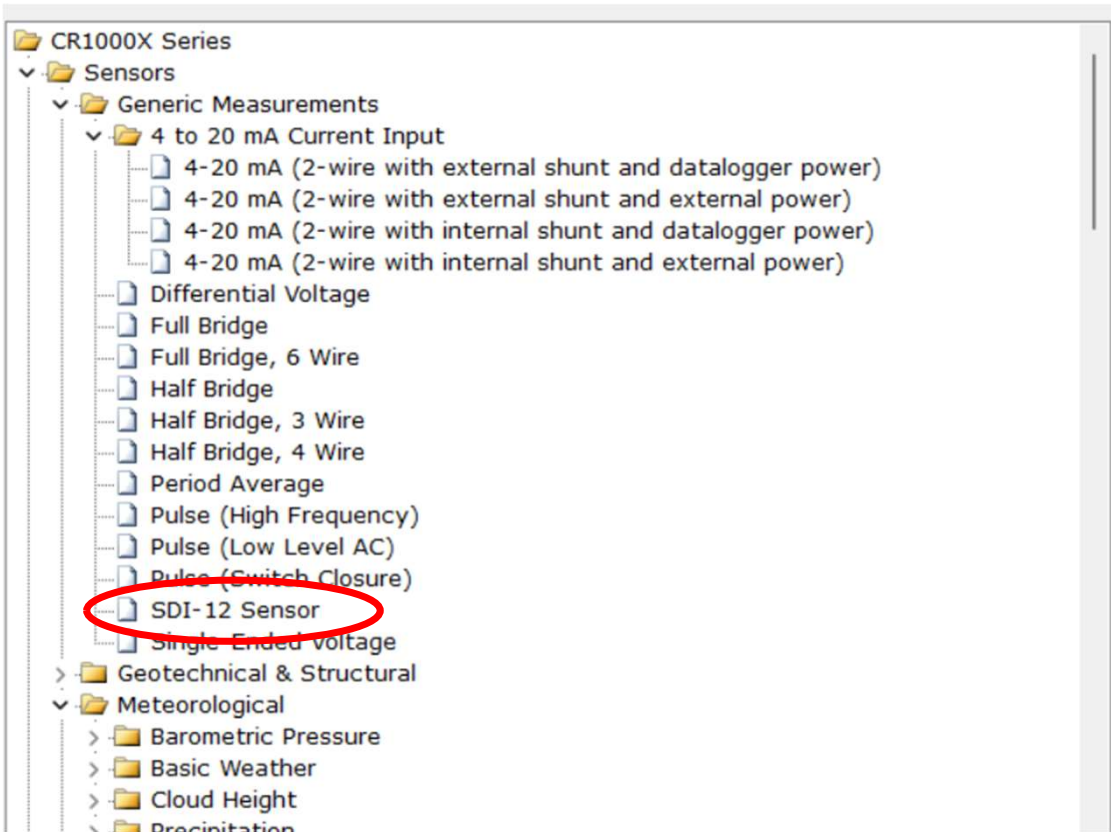 CR1000X Series
Sensors
Generic Measurements
4 to 20 mA Current Input
4-20 mA (2-wire with external shunt and datalogger power)
4-20 mA (2-wire with external shunt and external power)
4-20 mA (2-wire with internal shunt and datalogger power)
4-20 mA (2-wire with internal shunt and external power)
Differential Voltage
Full Bridge
Full Bridge, 6 Wire
Half Bridge
Half Bridge, 3 Wire
Half Bridge, 4 Wire
Period Average
Pulse (High Frequency)
Pulse (Low Level AC)
Pulse (Switch Closure)
SDI-12 Sensor
Single-Ended Voltage
Geotechnical & Structural
Meteorological
Barometric Pressure
Basic Weather
Cloud Height
Precipitation